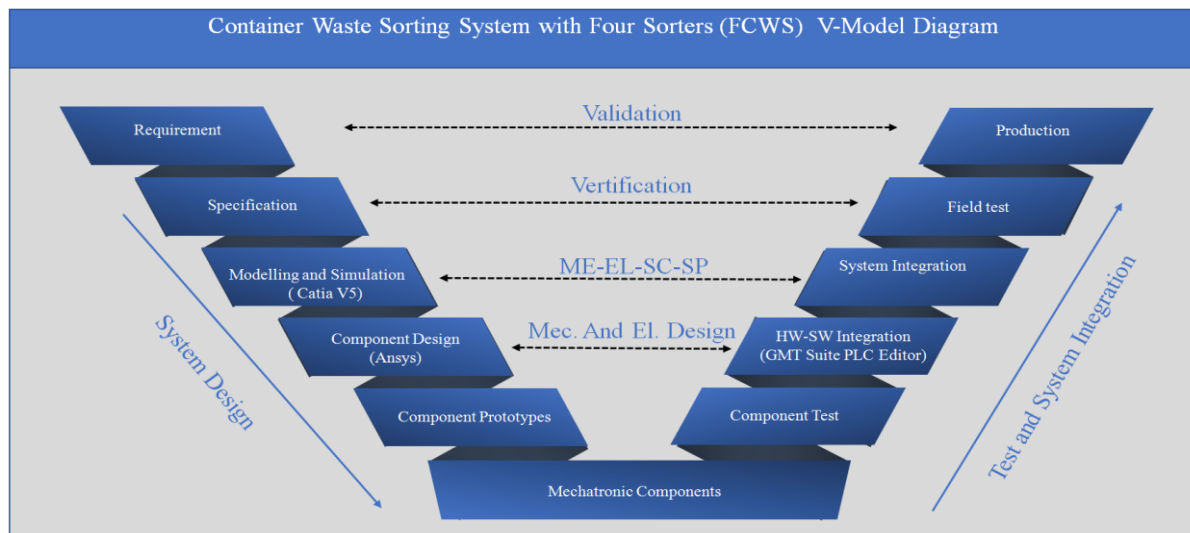 Container Waste Sorting System with Four Sorters (FCWS) V-Model Diagram
Requirement
Validation
Production
Specification
Vertification
Field test
Modelling and Simulation
( Catia V5)
ME-EL-SC-SP
System Integration
Component Design
(Ansys)
Mec. And El. Design
HW-SW Integration
(GMT Suite PLC Editor)
Component Prototypes
Component Test
Mechatronic Components
System Design
Test and System Integration